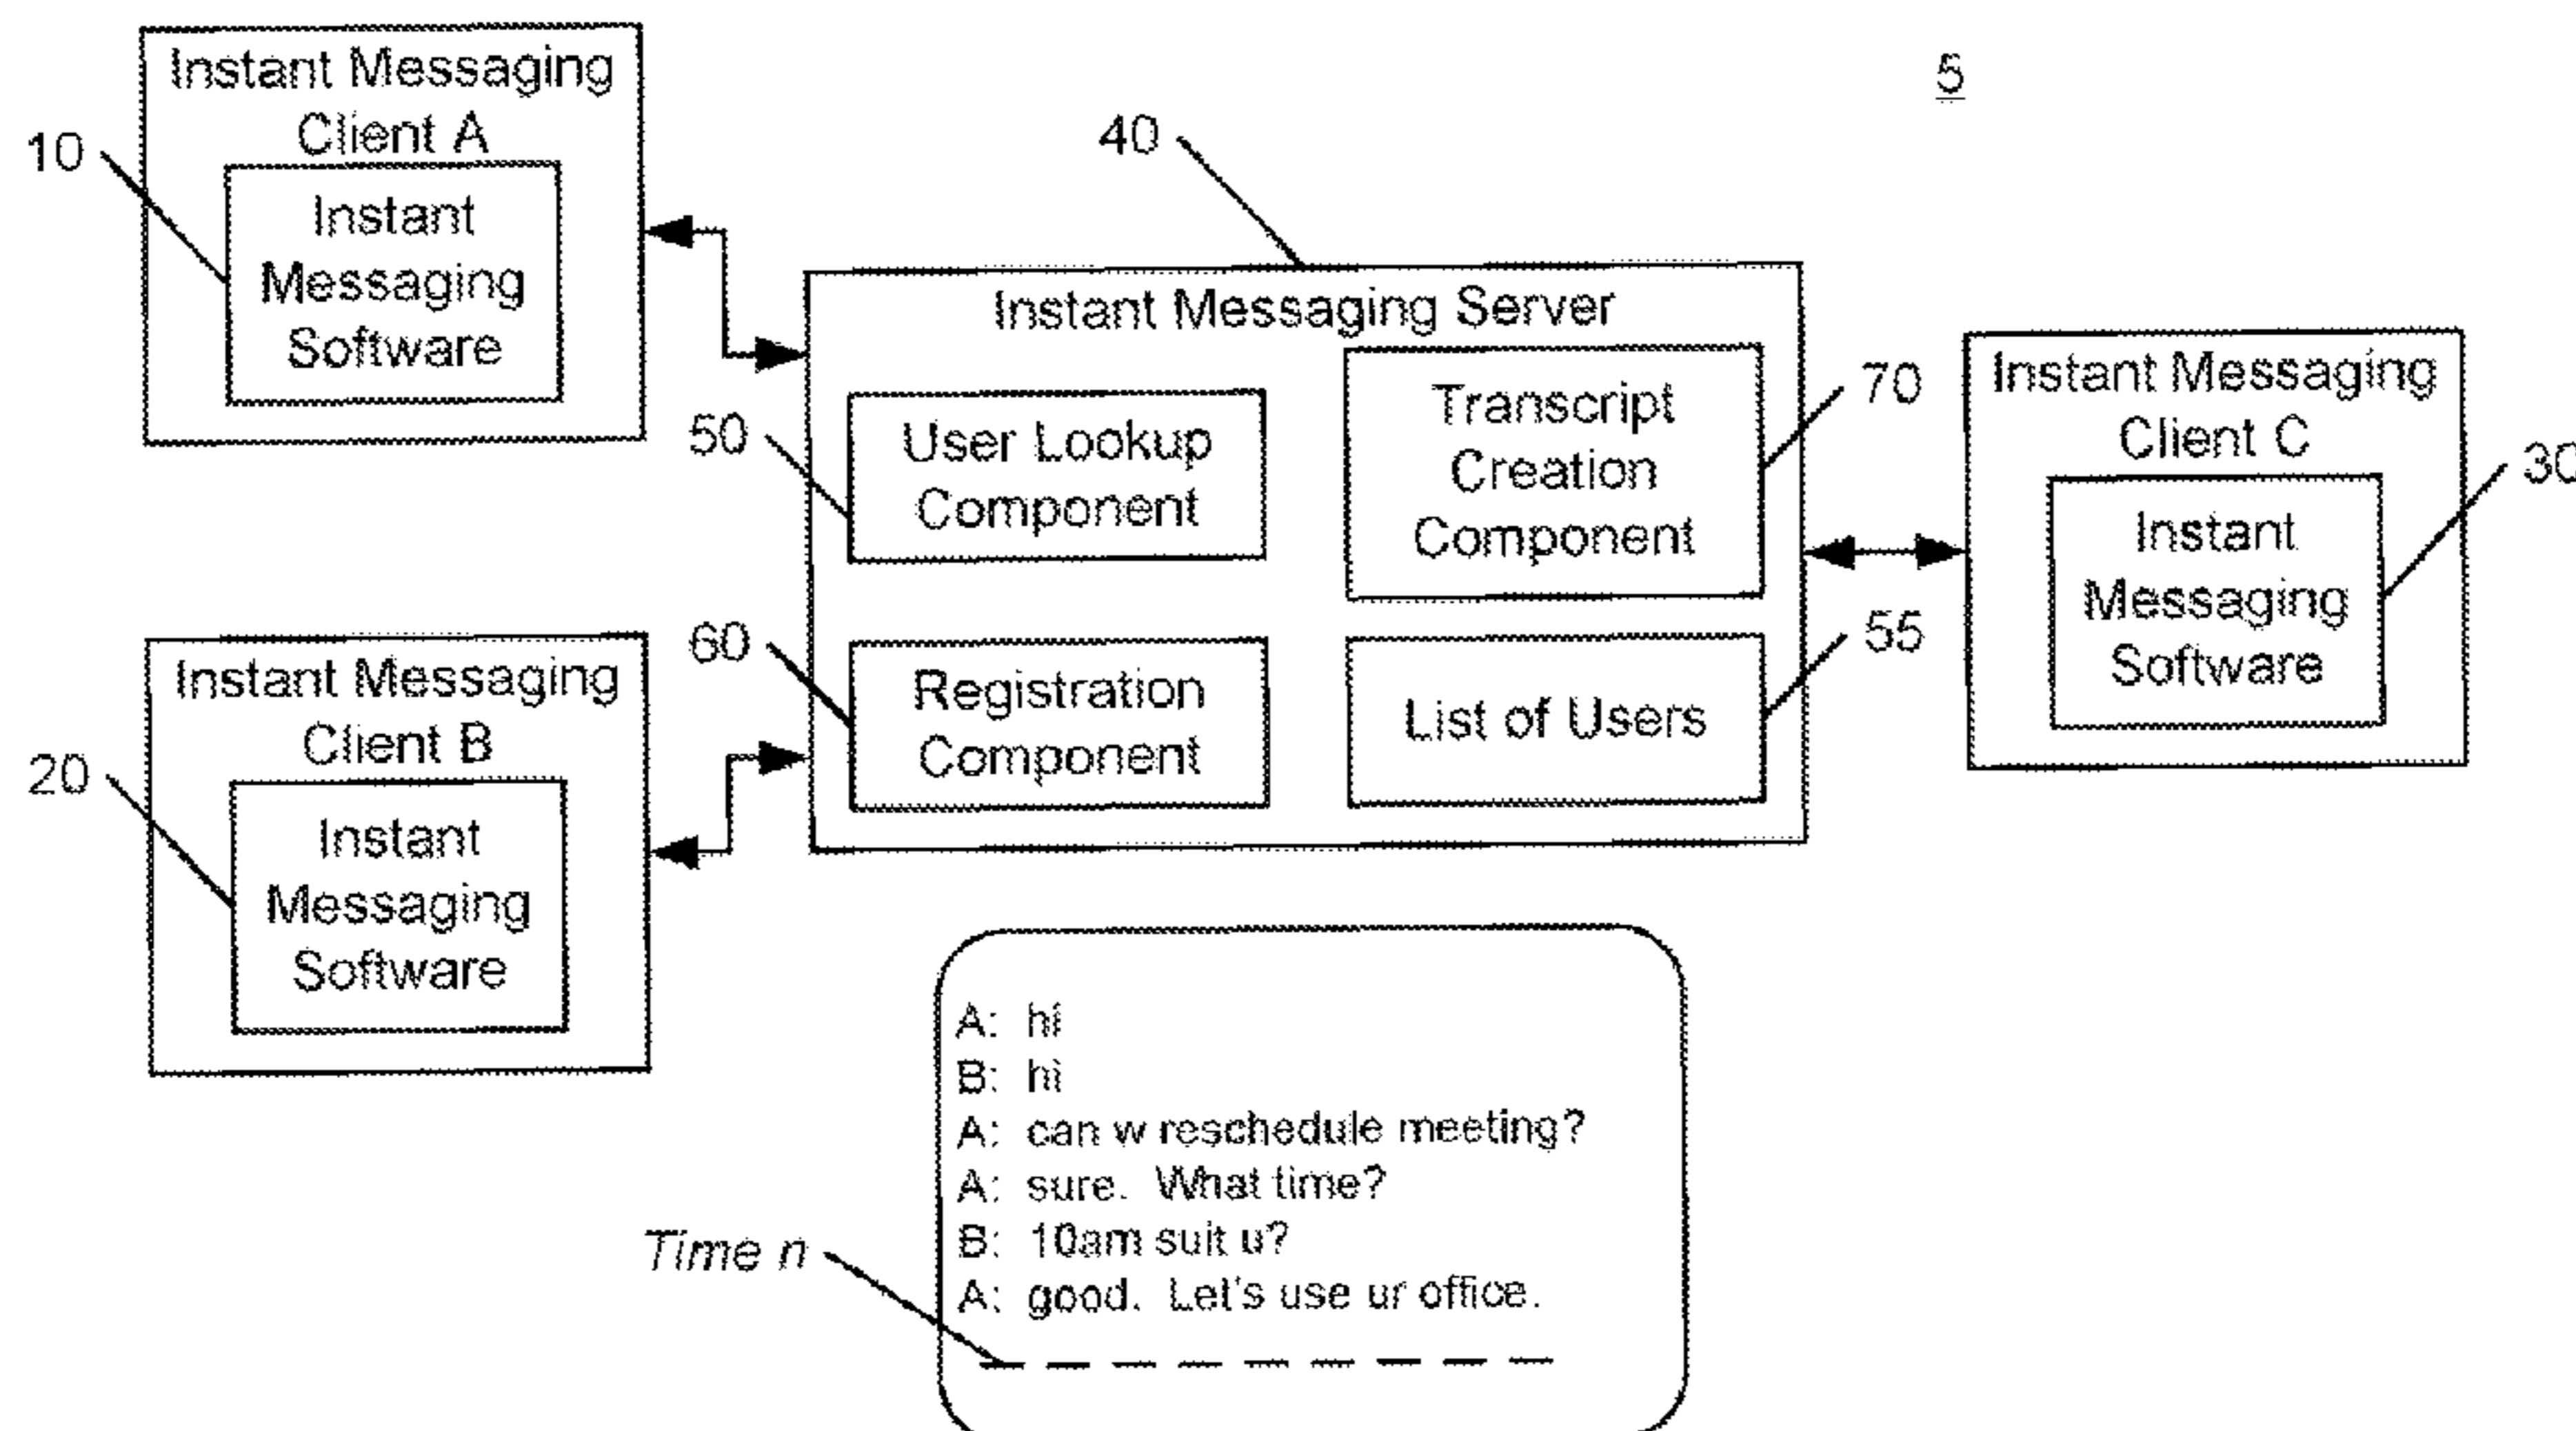 Instant Messaging
Client A
10
Instant
Messaging
Software
5
40
Instant Messaging Server
50
User Lookup
Component
Transcript
Creation
Component
70
60
Registration
Component
List of Users
55
Instant Messaging
Client C
30
Instant
Messaging
Software
Instant Messaging
Client B
20
Instant
Messaging
Software
A: hi
B: hi
A: can w reschedule meeting?
A: sure. What time?
B: 10am suit u?
A: good. Let's use ur office.
Time n